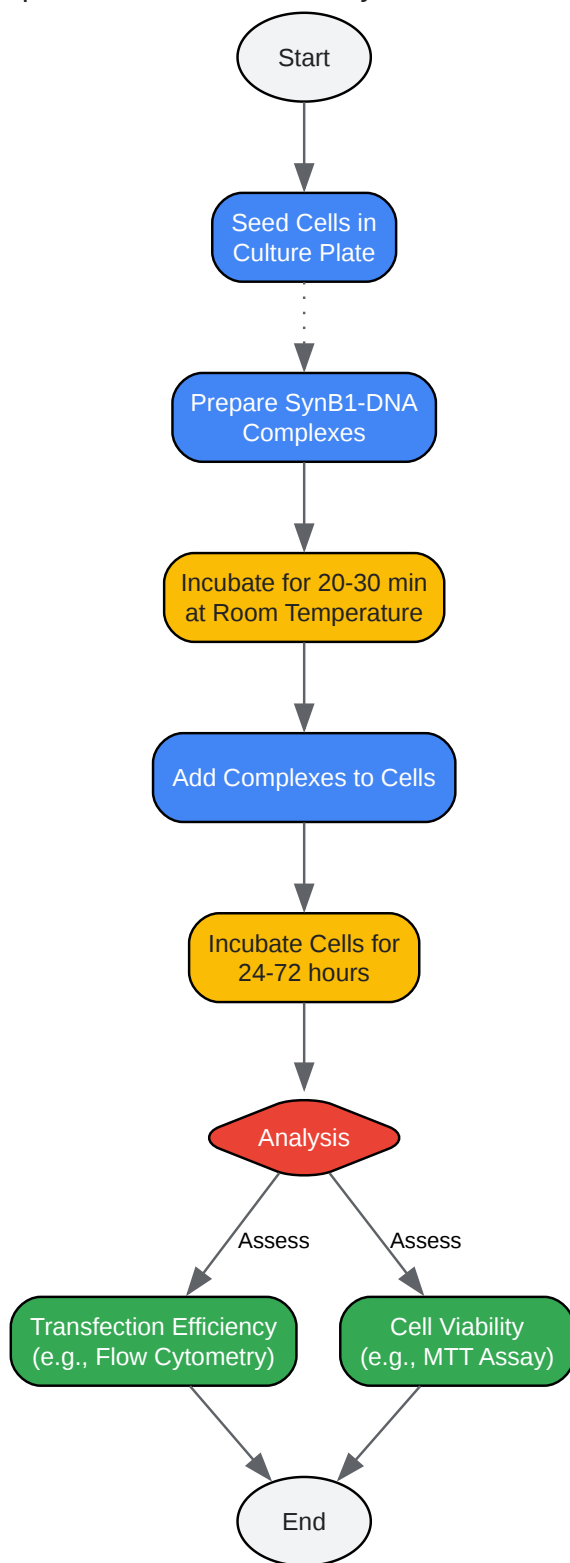 Start
Seed Cells in
Culture Plate
Prepare SynB1-DNA
Complexes
Incubate for 20-30 min
at Room Temperature
Add Complexes to Cells
Incubate Cells for
24-72 hours
Analysis
Assess
Assess
Transfection Efficiency
(e.g., Flow Cytometry)
Cell Viability
(e.g., MTT Assay)
End